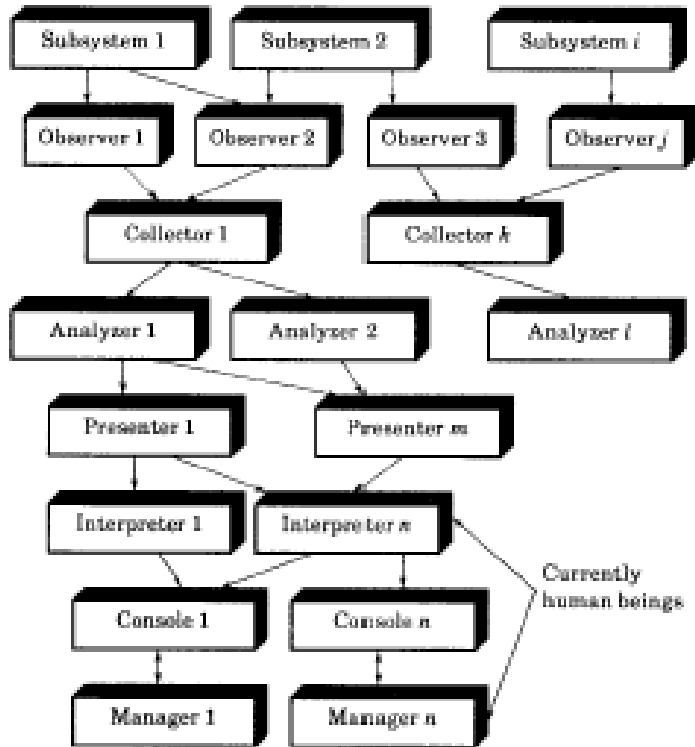 Subsystem 1
Subsystem 2
Subsystem i
Observer 1
Observer 2
Observer 3
Observer j
Collector 1
Collector k
Analyzer 1
Analyzer 2
Analyzer l
Presenter 1
Presenter m
Interpreter 1
Interpreter n
Currently
human beings
Console 1
Console n
Manager 1
Manager n